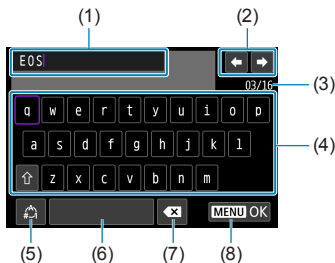 (1) (2)
EOS
03/16 (3)
q w e r t y u i o p
(4)
a s d f g h j k l
z x c v b n m
MENU OK
(5) (6) (7) (8)